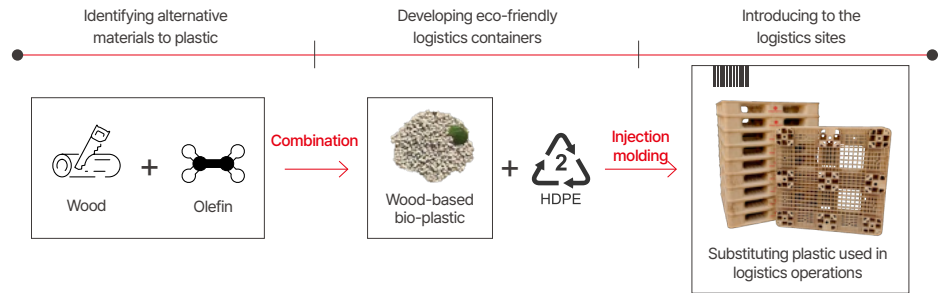 Identifying alternative
materials to plastic
Developing eco-friendly
logistics containers
Introducing to the
logistics sites
Wood
+
Olefin
Combination
Wood-based
bio-plastic
+
2
HDPE
Injection
molding
Substituting plastic used in
logistics operations